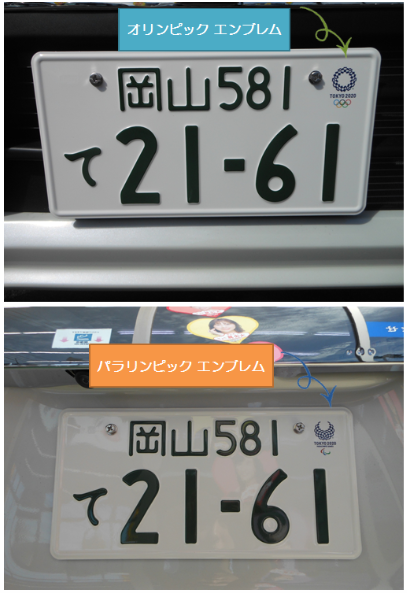 オリンピック エンブレム
岡山581
TOKYO 2020
て 21-61
パラリンピック エンブレム
岡山581
TOKYO 2020
て 21-61